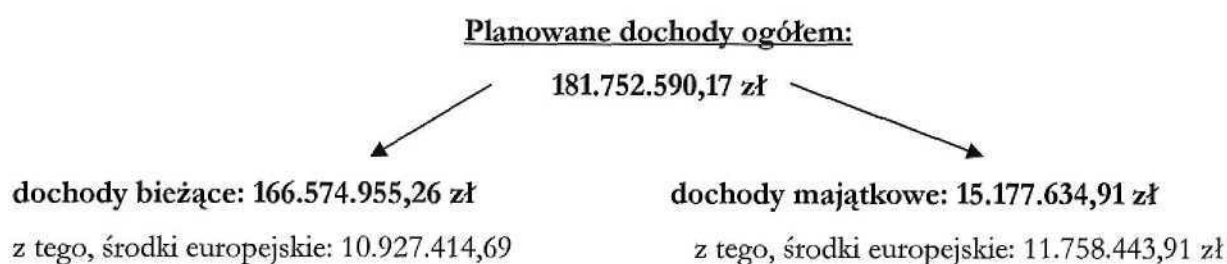 Planowane dochody ogółem:
181.752.590,17 zł
dochody bieżące: 166.574.955,26 zł
dochody majątkowe: 15.177.634,91 zł
z tego, środki europejskie: 10.927.414,69
z tego, środki europejskie: 11.758.443,91 zł